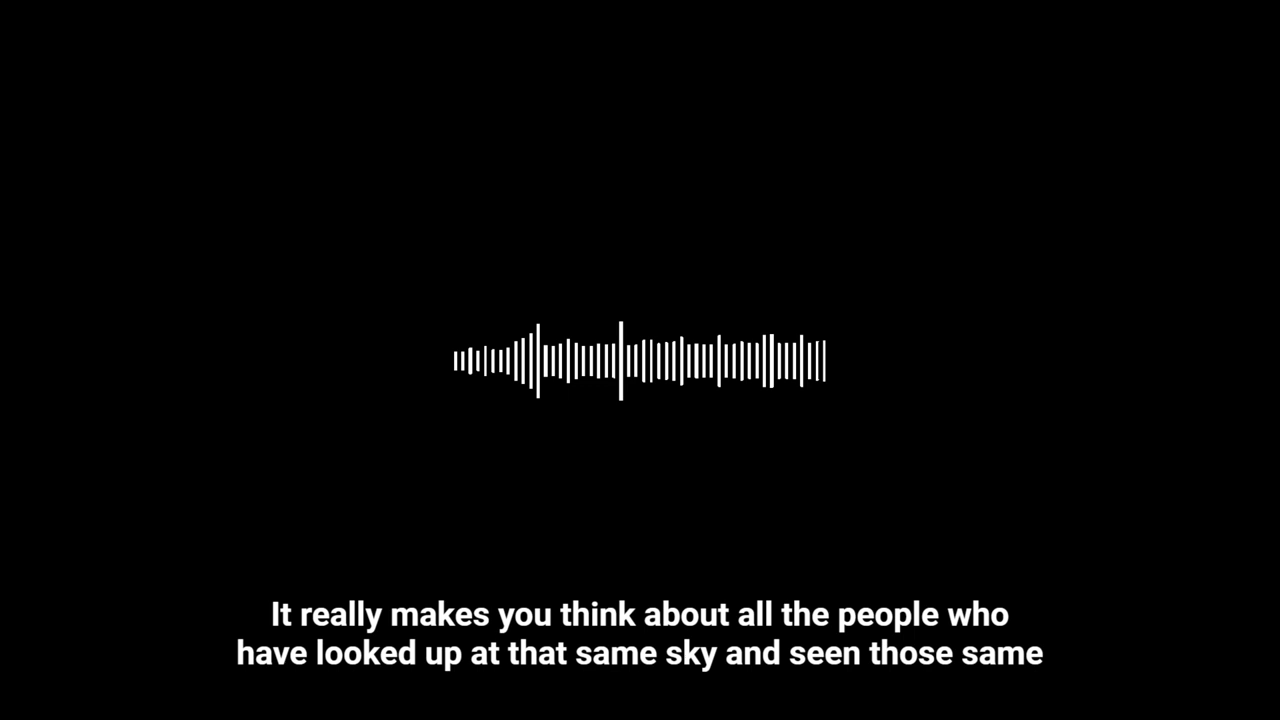 It really makes you think about all the people who
have looked up at that same sky and seen those same